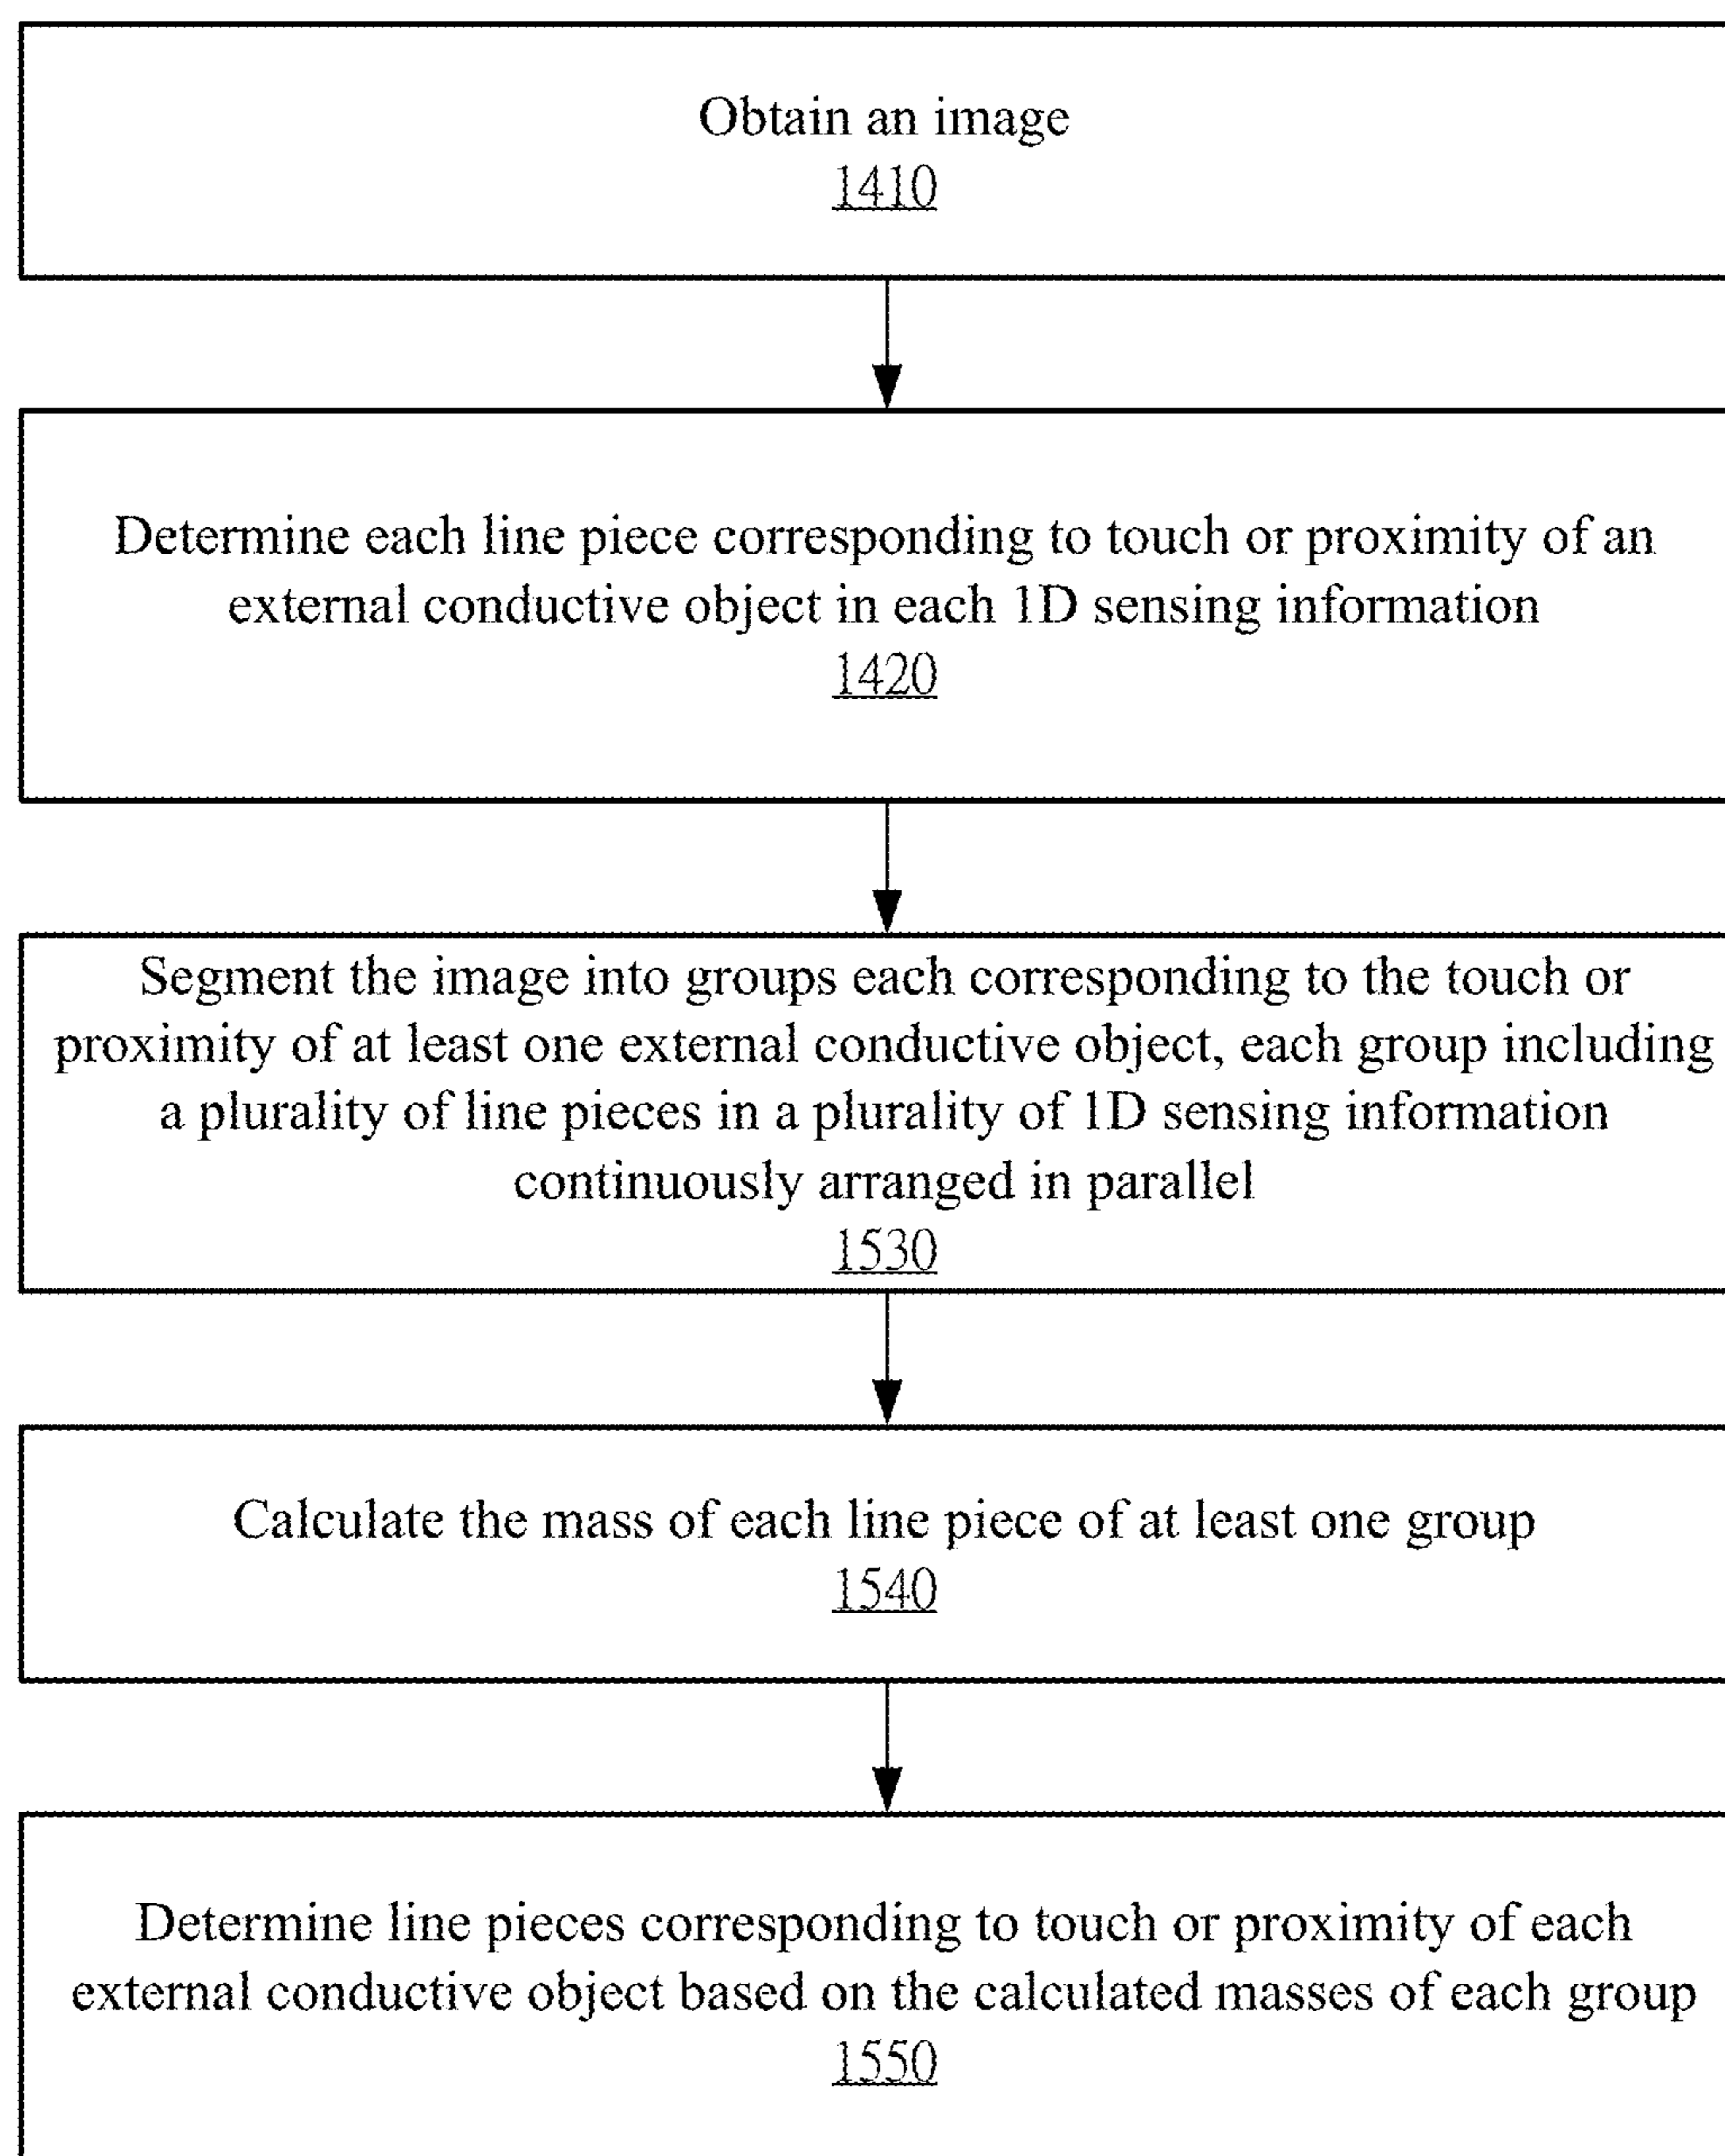 Obtain an image
1410
Determine each line piece corresponding to touch or proximity of an
external conductive object in each 1D sensing information
1420
Segment the image into groups each corresponding to the touch or
proximity of at least one external conductive object, each group including
a plurality of line pieces in a plurality of 1D sensing information
continuously arranged in parallel
1530
Calculate the mass of each line piece of at least one group
1540
Determine line pieces corresponding to touch or proximity of each
external conductive object based on the calculated masses of each group
1550